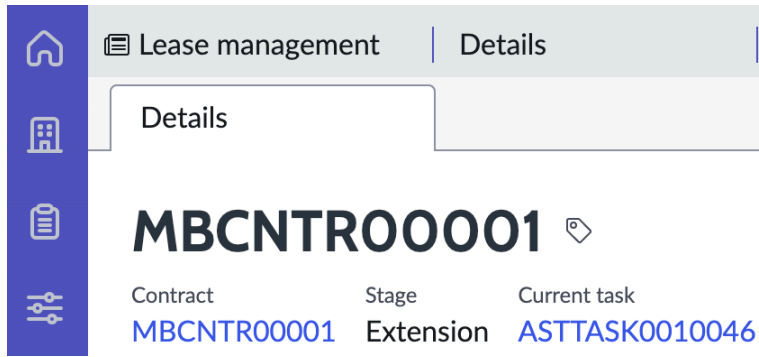 Lease management
Details
Details
MBCNTR00001
Contract
Stage
Current task
MBCNTR00001
Extension
ASTTASK0010046